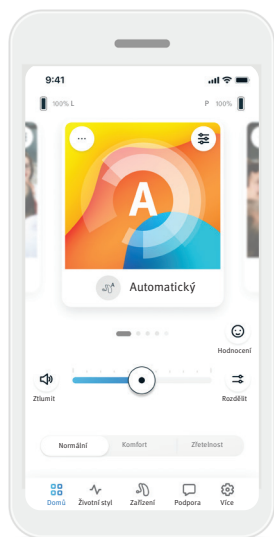 9:41
100% L
P 100%
A
Automatický
Hodnocení
Ztlumit
Rozdělit
Normální
Komfort
Zřetelnost
Domů
Životní styl
Zařízení
Podpora
Více